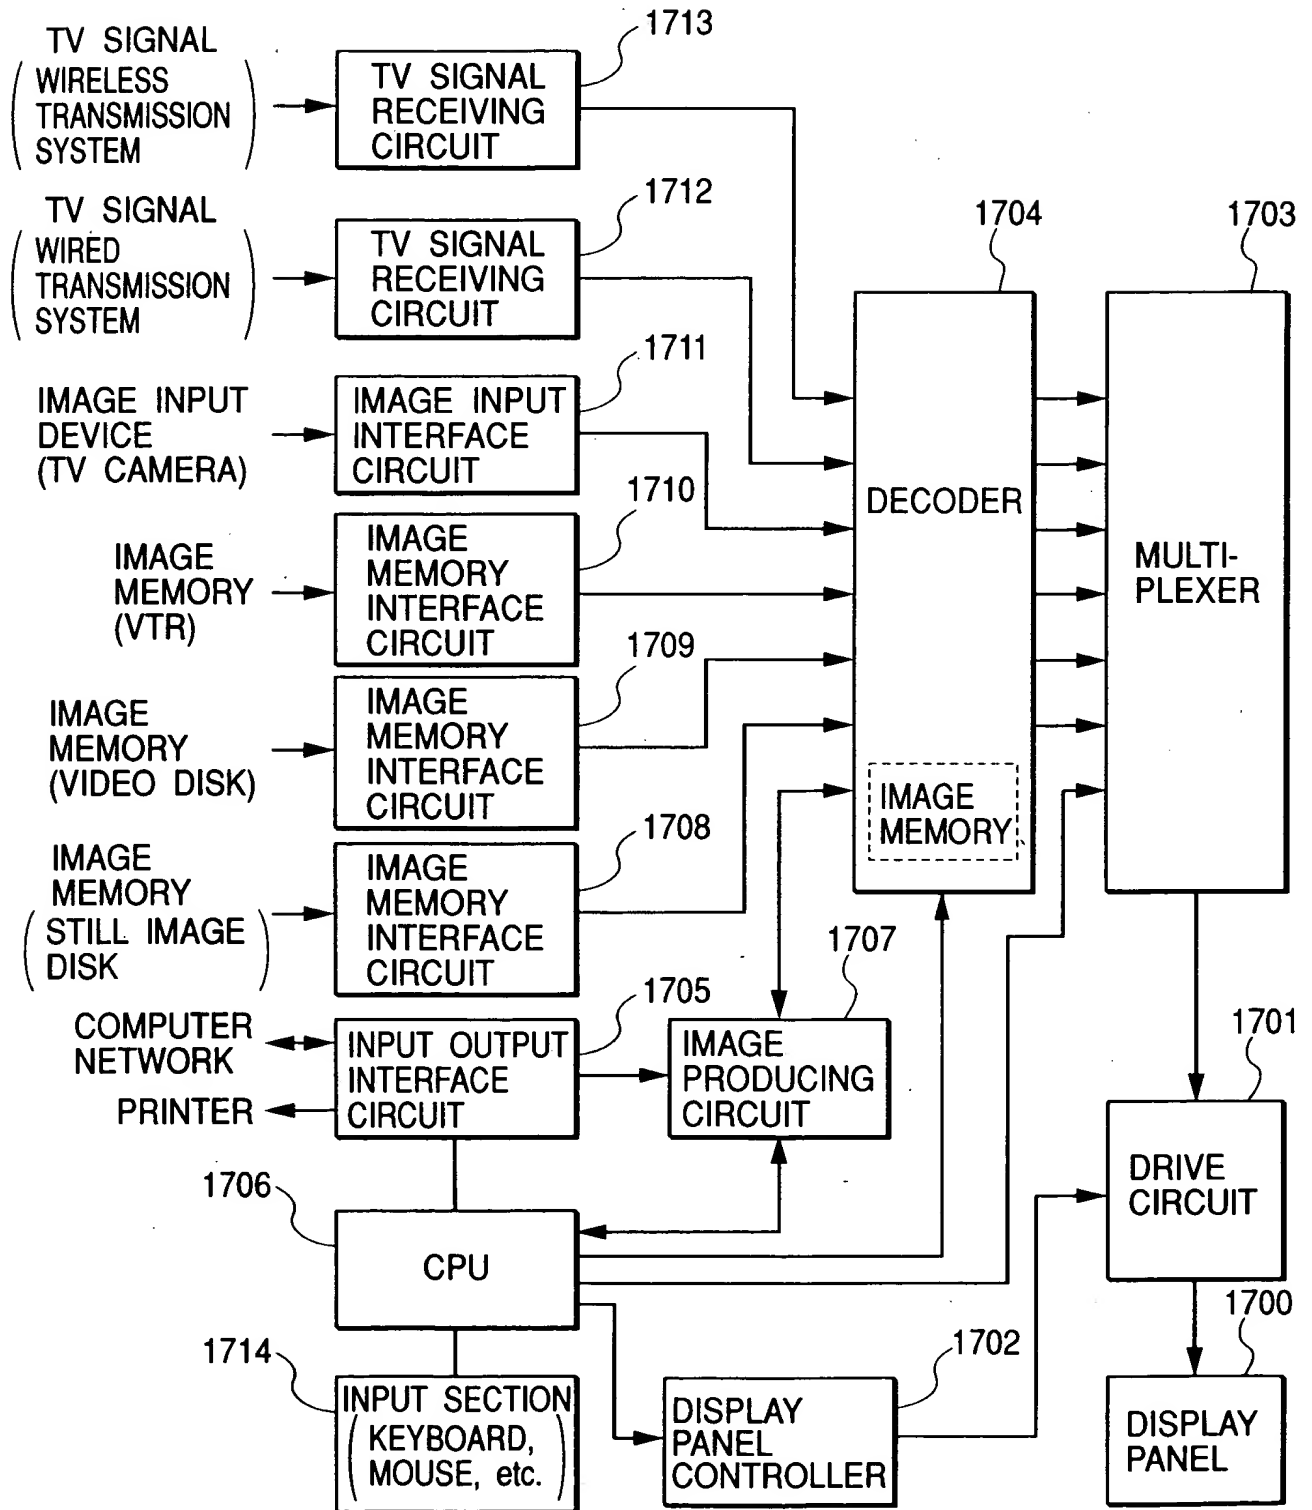 TV SIGNAL
(WIRELESS
TRANSMISSION
SYSTEM)
TV SIGNAL
RECEIVING
CIRCUIT
1713
TV SIGNAL
(WIRED
TRANSMISSION
SYSTEM)
TV SIGNAL
RECEIVING
CIRCUIT
1712
IMAGE INPUT
DEVICE
(TV CAMERA)
IMAGE INPUT
INTERFACE
CIRCUIT
1711
IMAGE
MEMORY
(VTR)
IMAGE
MEMORY
INTERFACE
CIRCUIT
1710
IMAGE
MEMORY
(VIDEO DISK)
IMAGE
MEMORY
INTERFACE
CIRCUIT
1709
IMAGE
MEMORY
(STILL IMAGE
DISK)
IMAGE
MEMORY
INTERFACE
CIRCUIT
1708
1704
DECODER
IMAGE
MEMORY
1703
MULTI-
PLEXER
COMPUTER
NETWORK
PRINTER
INPUT OUTPUT
INTERFACE
CIRCUIT
1705
IMAGE
PRODUCING
CIRCUIT
1707
1701
DRIVE
CIRCUIT
1706
CPU
1714
INPUT SECTION
(KEYBOARD,
MOUSE, etc.)
1702
DISPLAY
PANEL
CONTROLLER
1700
DISPLAY
PANEL